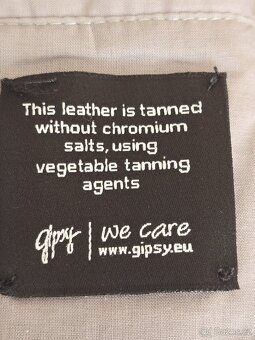 This leather is tanned
without chromium
salts, using
vegetable tanning
agents
gipsy | we care
www.gipsy.eu